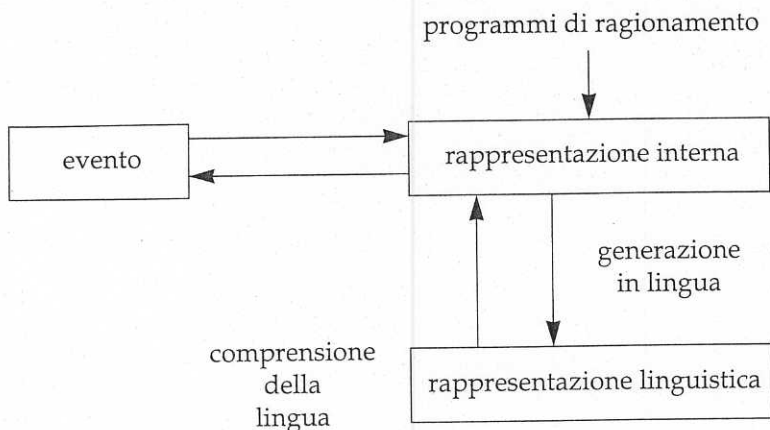 programmi di ragionamento
evento
rappresentazione interna
generazione
in lingua
comprensione
della
lingua
rappresentazione linguistica